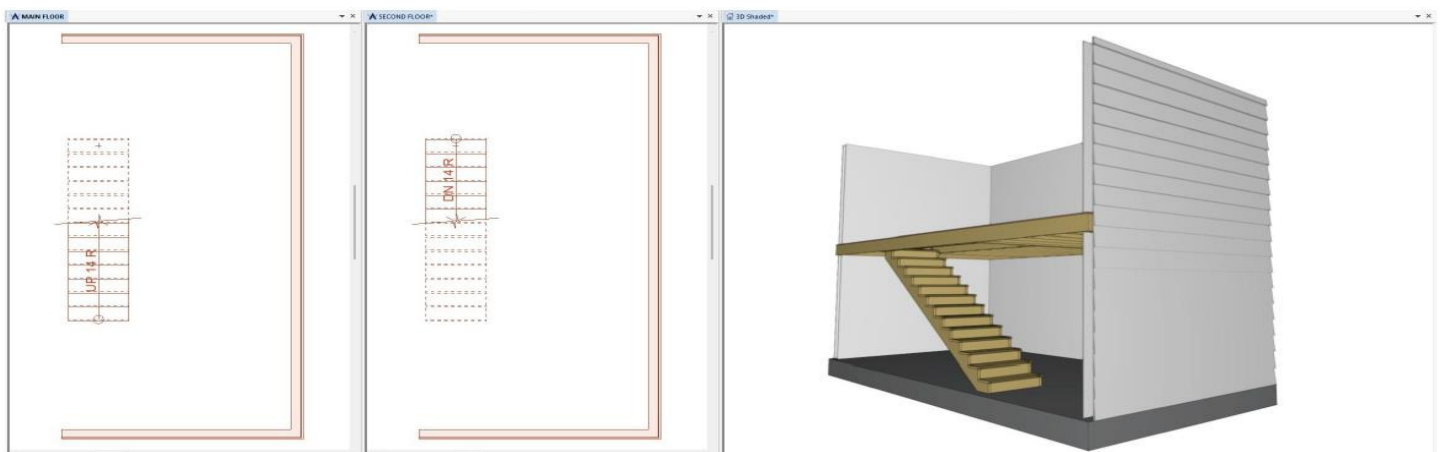 MAIN FLOOR
SECOND FLOOR*
3D Shaded*
UP 14 R
DN 14 R